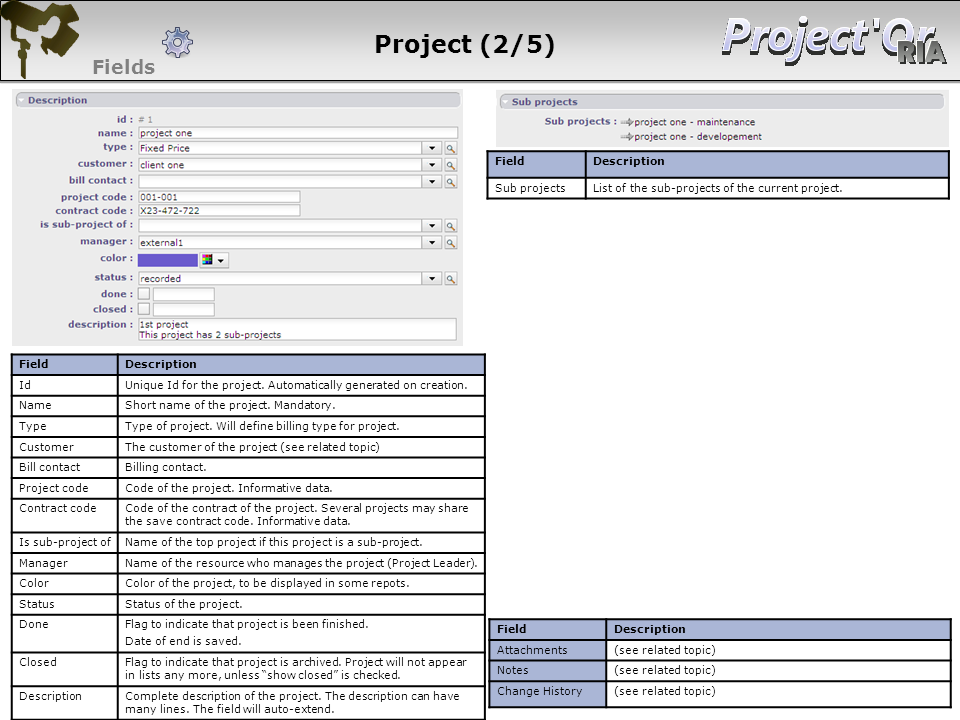 Fields
Project (2/5)
Project'Or
RIA
Description
id : # 1
name : project one
type : Fixed Price
customer : client one
bill contact :
project code : 001-001
contract code : X23-472-722
is sub-project of :
manager : external1
color :
status : recorded
done :
closed :
description : 1st project
This project has 2 sub-projects
Field Description
Id Unique Id for the project. Automatically generated on creation.
Name Short name of the project. Mandatory.
Type Type of project. Will define billing type for project.
Customer The customer of the project (see related topic)
Bill contact Billing contact.
Project code Code of the project. Informative data.
Contract code Code of the contract of the project. Several projects may share
the save contract code. Informative data.
Is sub-project of Name of the top project if this project is a sub-project.
Manager Name of the resource who manages the project (Project Leader).
Color Color of the project, to be displayed in some repots.
Status Status of the project.
Done Flag to indicate that project is been finished.
Date of end is saved.
Closed Flag to indicate that project is archived. Project will not appear
in lists any more, unless “show closed” is checked.
Description Complete description of the project. The description can have
many lines. The field will auto-extend.
Sub projects
Sub projects : project one - maintenance
project one - developement
Field Description
Sub projects List of the sub-projects of the current project.
Field Description
Attachments (see related topic)
Notes (see related topic)
Change History (see related topic)